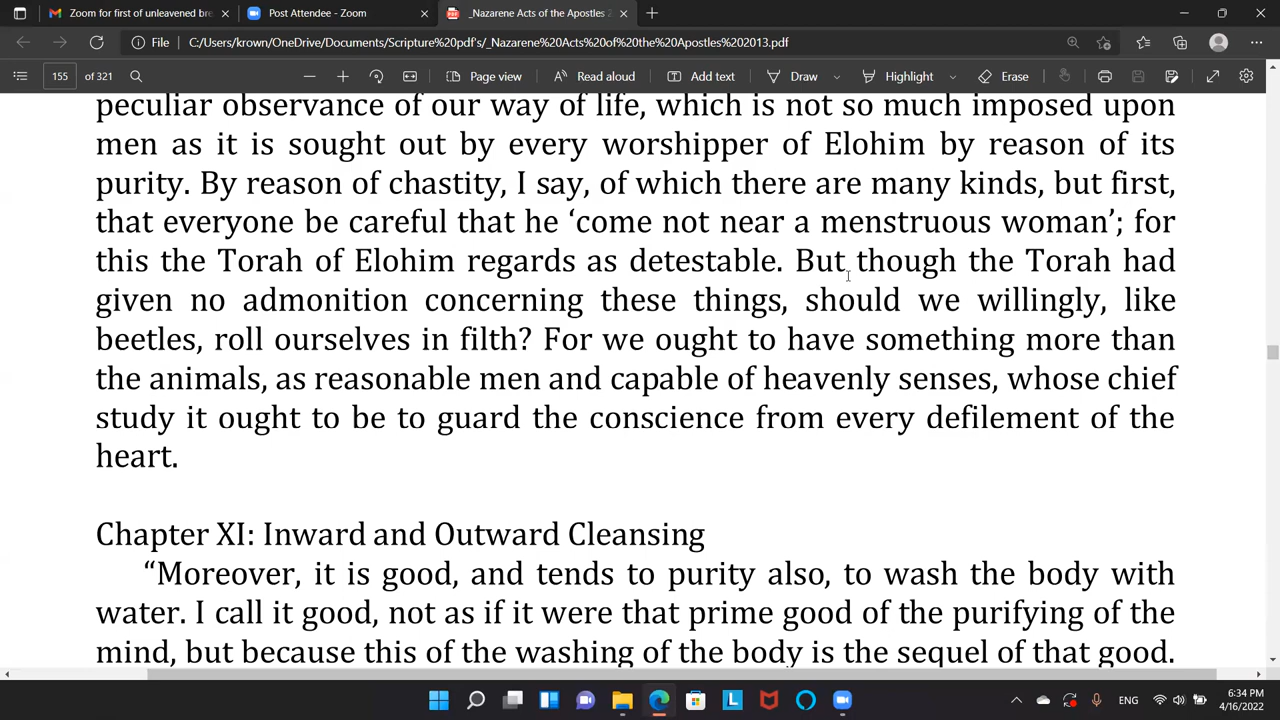 Zoom for first of unleavened bre
Post Attendee - Zoom
_Nazarene Acts of the Apostles 2
File
C:/Users/krown/OneDrive/Documents/Scripture%20pdf's/_Nazarene%20Acts%20of%20the%20Apostles%202013.pdf
155 of 321
Page view
Read aloud
Add text
Draw
Highlight
Erase
peculiar observance of our way of life, which is not so much imposed upon
men as it is sought out by every worshipper of Elohim by reason of its
purity. By reason of chastity, I say, of which there are many kinds, but first,
that everyone be careful that he ‘come not near a menstruous woman’; for
this the Torah of Elohim regards as detestable. But though the Torah had
given no admonition concerning these things, should we willingly, like
beetles, roll ourselves in filth? For we ought to have something more than
the animals, as reasonable men and capable of heavenly senses, whose chief
study it ought to be to guard the conscience from every defilement of the
heart.
Chapter XI: Inward and Outward Cleansing
“Moreover, it is good, and tends to purity also, to wash the body with
water. I call it good, not as if it were that prime good of the purifying of the
mind, but because this of the washing of the body is the sequel of that good.
ENG
6:34 PM
4/16/2022